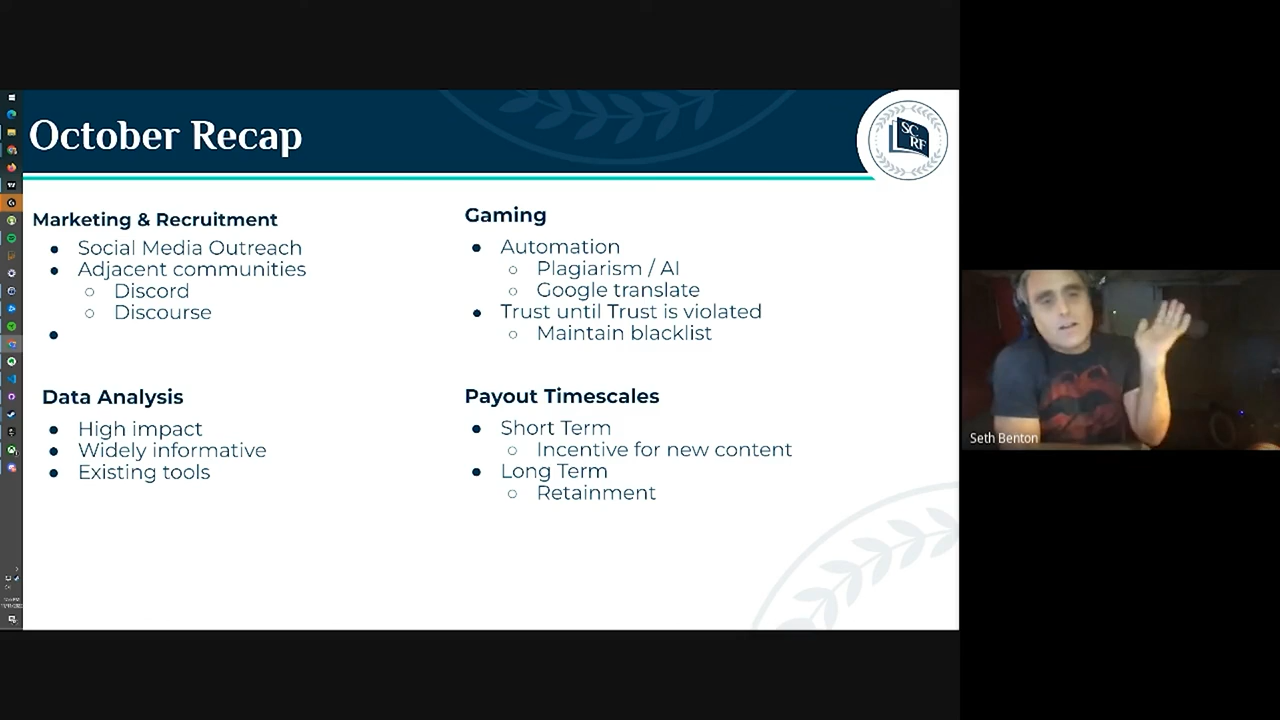 October Recap
SC
RF
Marketing & Recruitment
Social Media Outreach
Adjacent communities
Discord
Discourse
Gaming
Automation
Plagiarism / AI
Google translate
Trust until Trust is violated
Maintain blacklist
Data Analysis
High impact
Widely informative
Existing tools
Payout Timescales
Short Term
Incentive for new content
Long Term
Retainment
Seth Benton